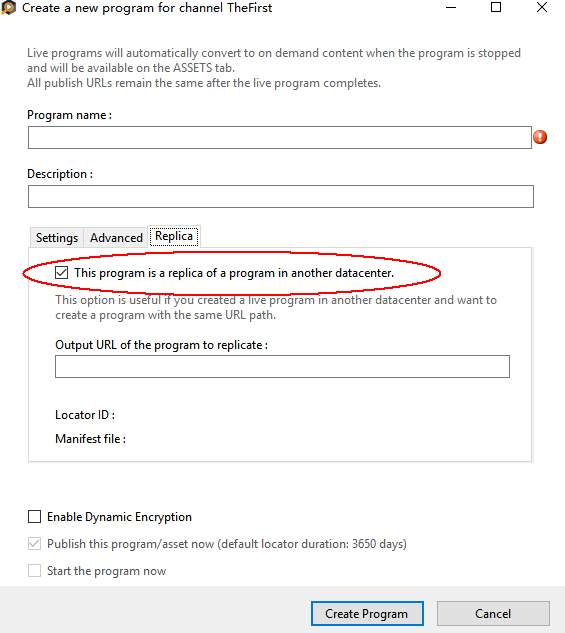 Create a new program for channel TheFirst
Live programs will automatically convert to on demand content when the program is stopped
and will be available on the ASSETS tab.
All publish URLs remain the same after the live program completes.
Program name :
Description :
Settings Advanced Replica
This program is a replica of a program in another datacenter.
This option is useful if you created a live program in another datacenter and want to
create a program with the same URL path.
Output URL of the program to replicate :
Locator ID :
Manifest file :
Enable Dynamic Encryption
Publish this program/asset now (default locator duration: 3650 days)
Start the program now
Create Program Cancel